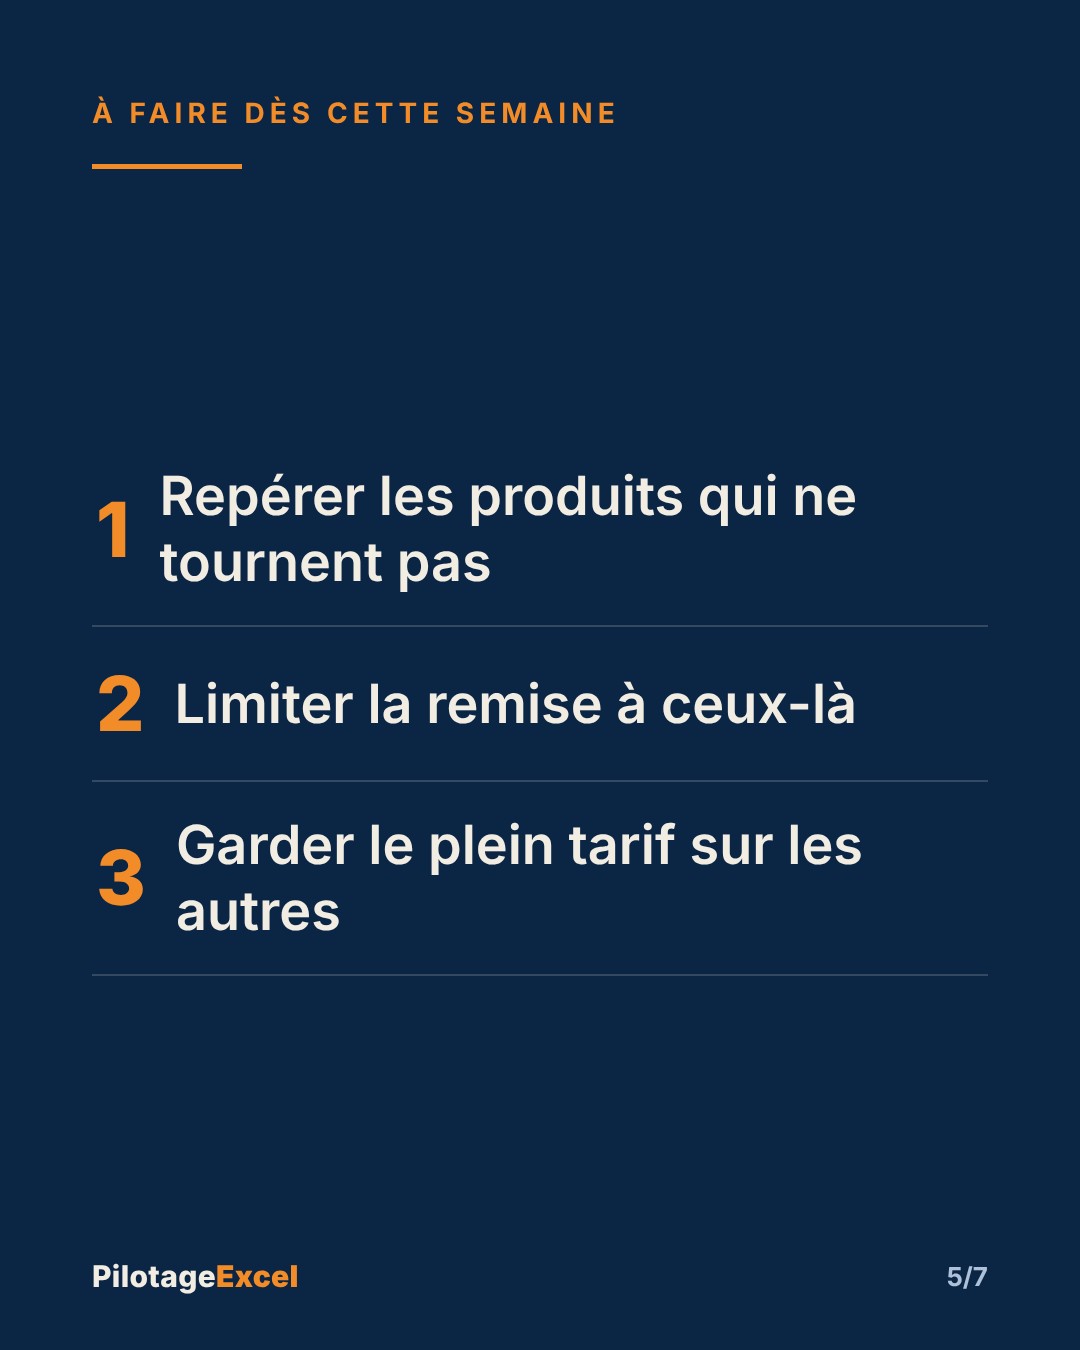 À FAIRE DÈS CETTE SEMAINE
1 Repérer les produits qui ne
tournent pas
2 Limiter la remise à ceux-là
3 Garder le plein tarif sur les
autres
PilotageExcel
5/7